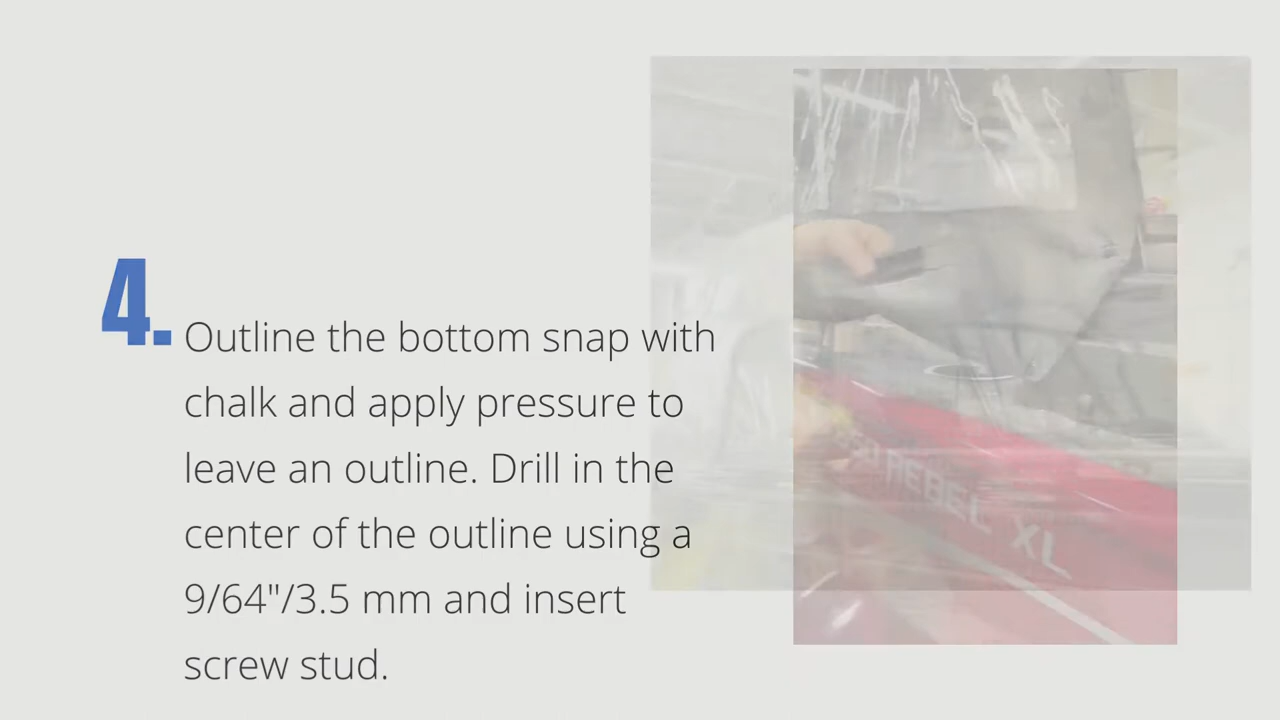 4.
Outline the bottom snap with
chalk and apply pressure to
leave an outline. Drill in the
center of the outline using a
9/64"/3.5 mm and insert
screw stud.
REBEL XL